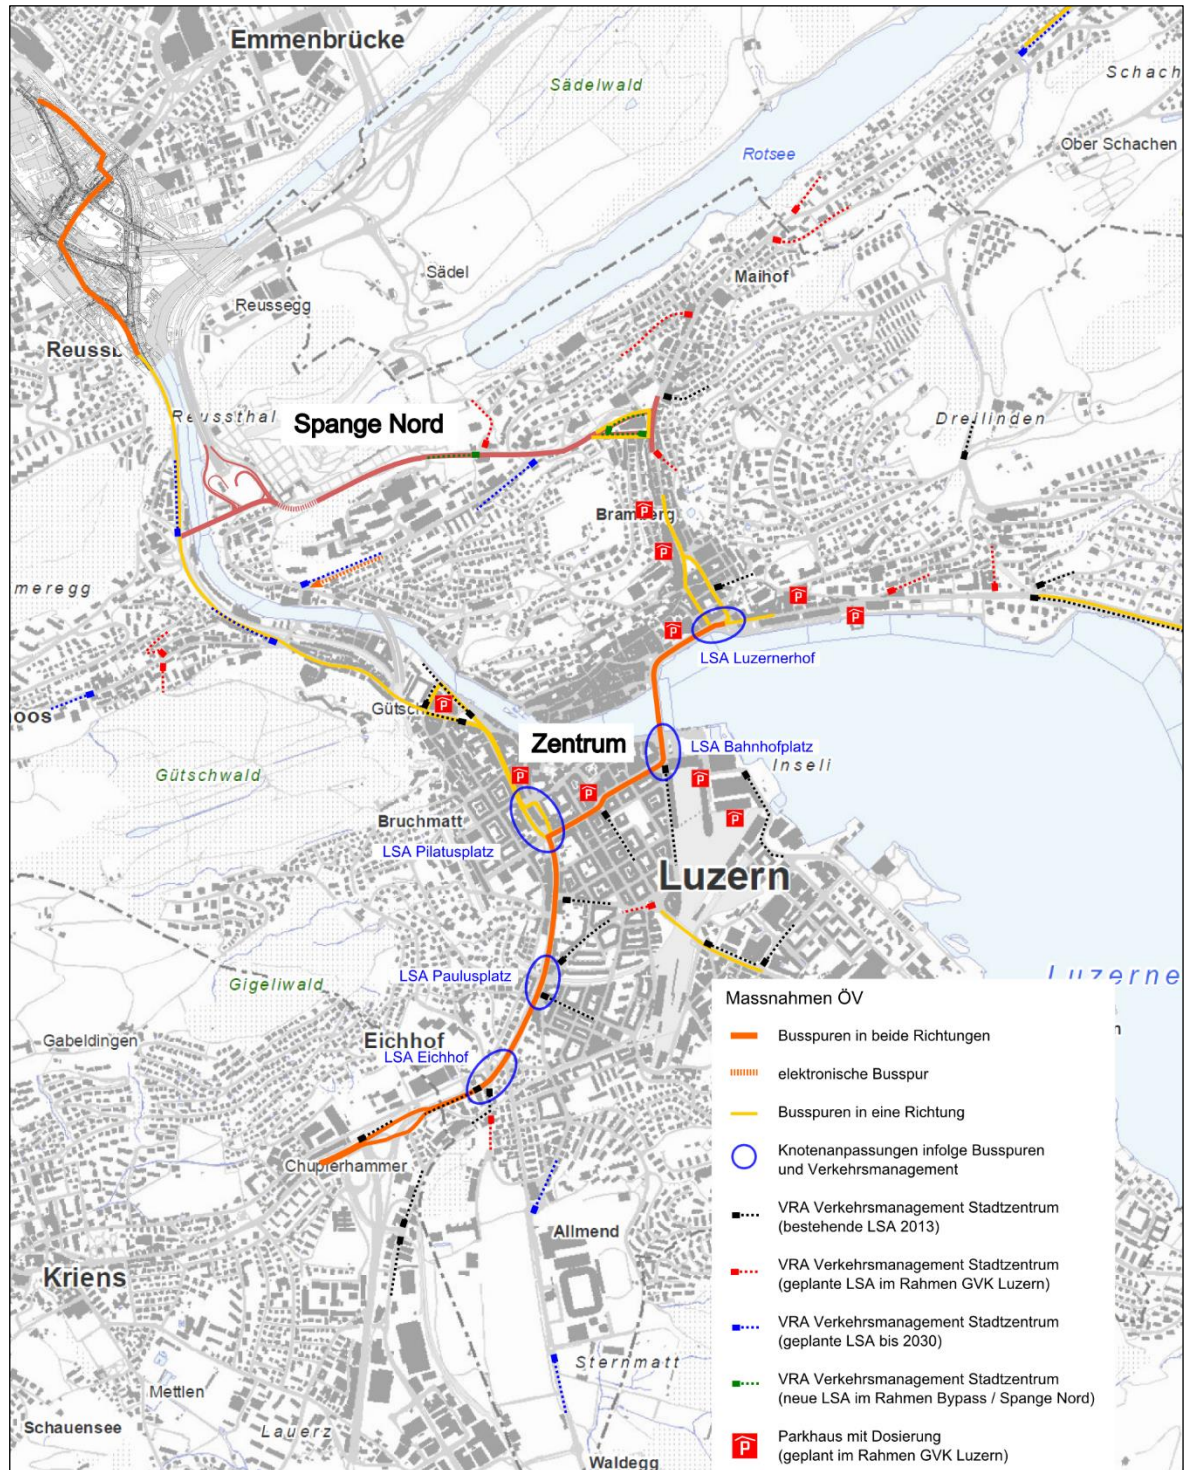 Emmenbrücke
Sädelwald
Schach
Ober Schachen
Rotsee
Sädel
Maihof
Reussegg
Reussb
Reussthal
Spange Nord
Dreilinden
Bramberg
meregg
LSA Luzernerhof
oos
Gütsch
Zentrum
LSA Bahnhofplatz
Inseli
Gütschwald
Bruchmatt
LSA Pilatusplatz
Luzern
LSA Paulusplatz
Gigeliwald
Luzerne
Gabeldingen
Eichhof
LSA Eichhof
Chupferhammer
Allmend
Kriens
Sternmatt
Mettlen
Schauensee
Lauerz
Waldegg
Massnahmen ÖV
Busspuren in beide Richtungen
elektronische Busspur
Busspuren in eine Richtung
Knotenanpassungen infolge Busspuren
und Verkehrsmanagement
VRA Verkehrsmanagement Stadtzentrum
(bestehende LSA 2013)
VRA Verkehrsmanagement Stadtzentrum
(geplante LSA im Rahmen GVK Luzern)
VRA Verkehrsmanagement Stadtzentrum
(geplante LSA bis 2030)
VRA Verkehrsmanagement Stadtzentrum
(neue LSA im Rahmen Bypass / Spange Nord)
P Parkhaus mit Dosierung
(geplant im Rahmen GVK Luzern)